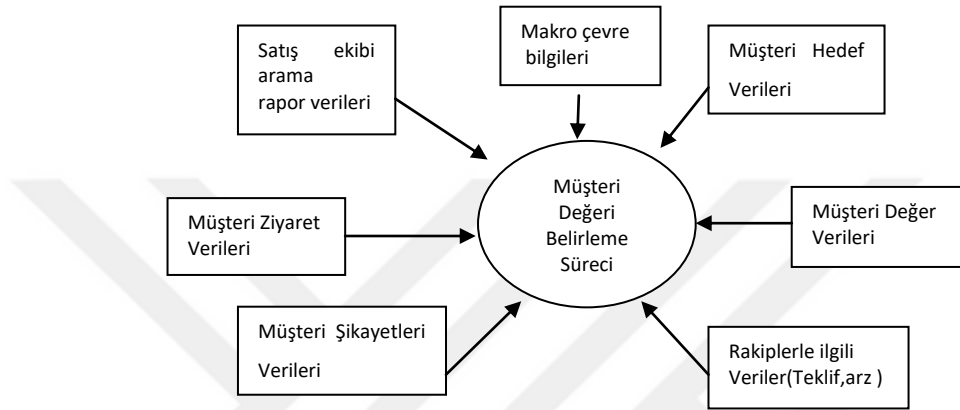 Satış ekibi
arama
rapor verileri
Makro çevre
bilgileri
Müşteri Hedef
Verileri
Müşteri Ziyaret
Verileri
Müşteri
Değeri
Belirleme
Süreci
Müşteri Değer
Verileri
Müşteri Şikayetleri
Verileri
Rakiplerle ilgili
Veriler(Teklif,arz )